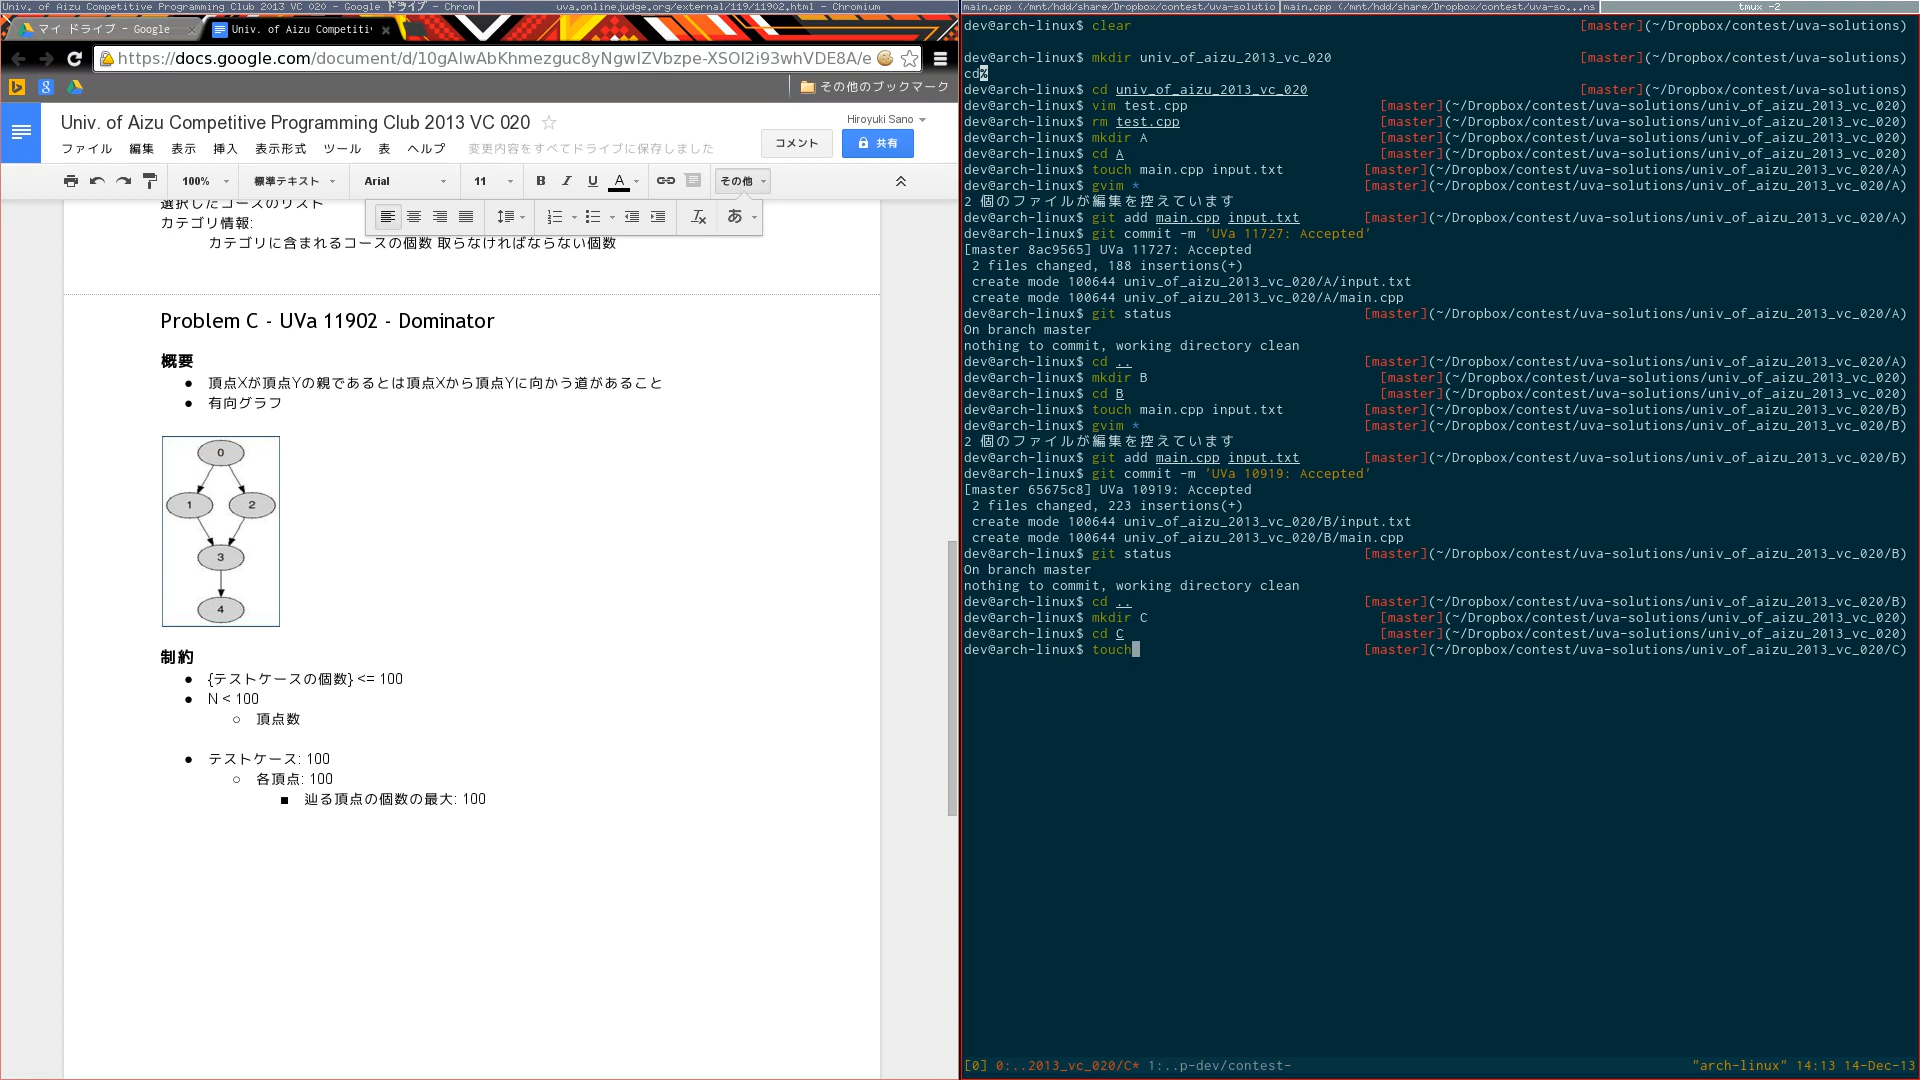 Univ. of Aizu Competitive Programming Club 2013 VC 020 - Google ドライブ - Chrom
uva.onlinejudge.org/external/119/11902.html - Chromium
マイ ドライブ - Google
Univ. of Aizu Competiti
https://docs.google.com/document/d/10gAIwAbKhmezguc8yNgwIZVbzpe-XSOl2i93whVDE8A/e
その他のブックマーク
Univ. of Aizu Competitive Programming Club 2013 VC 020
Hiroyuki Sano
ファイル 編集 表示 挿入 表示形式 ツール 表 ヘルプ 変更内容をすべてドライブに保存しました
コメント
共有
100% 標準テキスト Arial 11 B I U A その他
あ
選択したコースのリスト
カテゴリ情報:
カテゴリに含まれるコースの個数 取らなければならない個数
Problem C - UVa 11902 - Dominator
概要
● 頂点Xが頂点Yの親であるとは頂点Xから頂点Yに向かう道があること
● 有向グラフ
0
1 2
3
4
制約
● {テストケースの個数} <= 100
● N < 100
○ 頂点数
● テストケース: 100
○ 各頂点: 100
■ 辿る頂点の個数の最大: 100
main.cpp (/mnt/hdd/share/Dropbox/contest/uva-solutio
main.cpp (/mnt/hdd/share/Dropbox/contest/uva-so...ns
tmux -2
dev@arch-linux$ clear [master](~/Dropbox/contest/uva-solutions)
dev@arch-linux$ mkdir univ_of_aizu_2013_vc_020 [master](~/Dropbox/contest/uva-solutions)
cd%
dev@arch-linux$ cd univ_of_aizu_2013_vc_020 [master](~/Dropbox/contest/uva-solutions)
dev@arch-linux$ vim test.cpp [master](~/Dropbox/contest/uva-solutions/univ_of_aizu_2013_vc_020)
dev@arch-linux$ rm test.cpp [master](~/Dropbox/contest/uva-solutions/univ_of_aizu_2013_vc_020)
dev@arch-linux$ mkdir A [master](~/Dropbox/contest/uva-solutions/univ_of_aizu_2013_vc_020)
dev@arch-linux$ cd A [master](~/Dropbox/contest/uva-solutions/univ_of_aizu_2013_vc_020)
dev@arch-linux$ touch main.cpp input.txt [master](~/Dropbox/contest/uva-solutions/univ_of_aizu_2013_vc_020/A)
dev@arch-linux$ gvim * [master](~/Dropbox/contest/uva-solutions/univ_of_aizu_2013_vc_020/A)
2 個のファイルが編集を控えています
dev@arch-linux$ git add main.cpp input.txt [master](~/Dropbox/contest/uva-solutions/univ_of_aizu_2013_vc_020/A)
dev@arch-linux$ git commit -m 'UVa 11727: Accepted'
[master 8ac9565] UVa 11727: Accepted
2 files changed, 188 insertions(+)
create mode 100644 univ_of_aizu_2013_vc_020/A/input.txt
create mode 100644 univ_of_aizu_2013_vc_020/A/main.cpp
dev@arch-linux$ git status [master](~/Dropbox/contest/uva-solutions/univ_of_aizu_2013_vc_020/A)
On branch master
nothing to commit, working directory clean
dev@arch-linux$ cd .. [master](~/Dropbox/contest/uva-solutions/univ_of_aizu_2013_vc_020/A)
dev@arch-linux$ mkdir B [master](~/Dropbox/contest/uva-solutions/univ_of_aizu_2013_vc_020)
dev@arch-linux$ cd B [master](~/Dropbox/contest/uva-solutions/univ_of_aizu_2013_vc_020)
dev@arch-linux$ touch main.cpp input.txt [master](~/Dropbox/contest/uva-solutions/univ_of_aizu_2013_vc_020/B)
dev@arch-linux$ gvim * [master](~/Dropbox/contest/uva-solutions/univ_of_aizu_2013_vc_020/B)
2 個のファイルが編集を控えています
dev@arch-linux$ git add main.cpp input.txt [master](~/Dropbox/contest/uva-solutions/univ_of_aizu_2013_vc_020/B)
dev@arch-linux$ git commit -m 'UVa 10919: Accepted'
[master 65675c8] UVa 10919: Accepted
2 files changed, 223 insertions(+)
create mode 100644 univ_of_aizu_2013_vc_020/B/input.txt
create mode 100644 univ_of_aizu_2013_vc_020/B/main.cpp
dev@arch-linux$ git status [master](~/Dropbox/contest/uva-solutions/univ_of_aizu_2013_vc_020/B)
On branch master
nothing to commit, working directory clean
dev@arch-linux$ cd .. [master](~/Dropbox/contest/uva-solutions/univ_of_aizu_2013_vc_020/B)
dev@arch-linux$ mkdir C [master](~/Dropbox/contest/uva-solutions/univ_of_aizu_2013_vc_020)
dev@arch-linux$ cd C [master](~/Dropbox/contest/uva-solutions/univ_of_aizu_2013_vc_020)
dev@arch-linux$ touch [master](~/Dropbox/contest/uva-solutions/univ_of_aizu_2013_vc_020/C)
[0] 0:..2013_vc_020/C* 1:..p-dev/contest- "arch-linux" 14:13 14-Dec-13